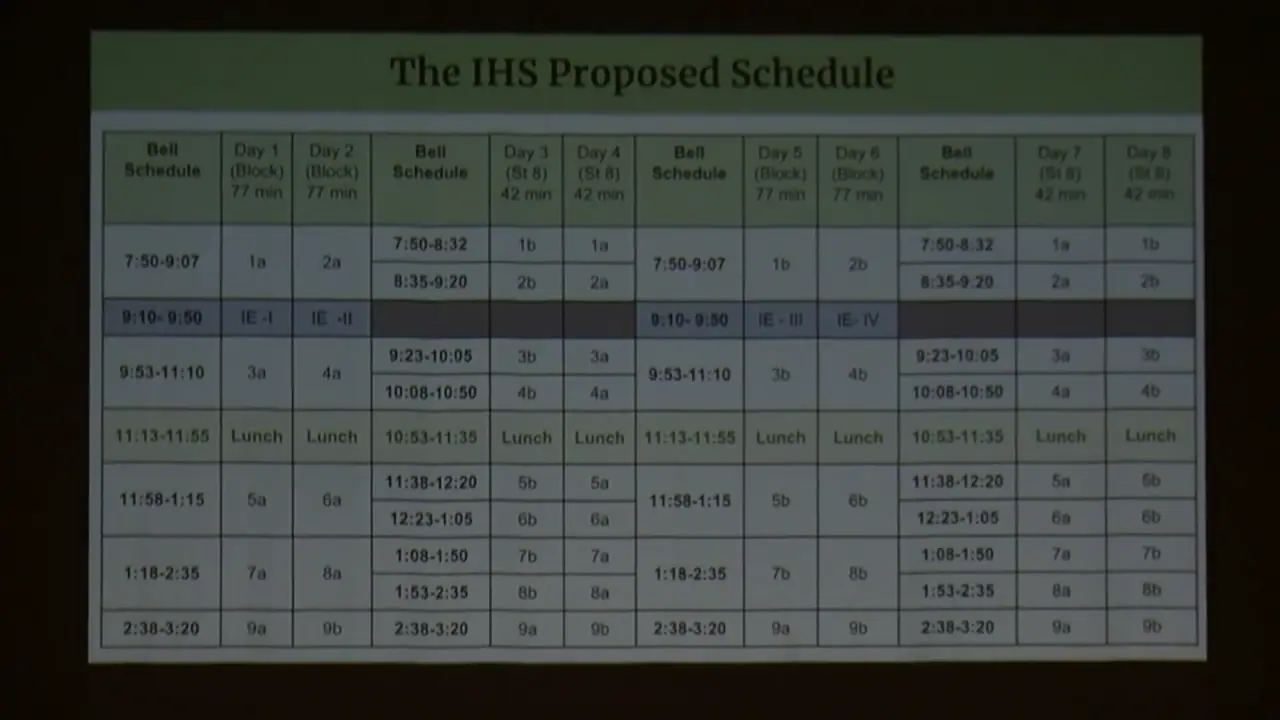 The IHS Proposed Schedule
Bell Schedule | Day 1 (Block) 77 min | Day 2 (Block) 77 min | Bell Schedule | Day 3 (St 8) 42 min | Day 4 (St 8) 42 min | Bell Schedule | Day 5 (Block) 77 min | Day 6 (Block) 77 min | Bell Schedule | Day 7 (St 8) 42 min | Day 8 (St 8) 42 min
7:50-9:07 | 1a | 2a | 7:50-8:32 | 1b | 1a | 7:50-9:07 | 1b | 2b | 7:50-8:32 | 1a | 1b
8:35-9:20 | 2b | 2a | 8:35-9:20 | 2a | 2b
9:10- 9:50 | IE -I | IE -II | 9:10- 9:50 | IE - III | IE- IV
9:53-11:10 | 3a | 4a | 9:23-10:05 | 3b | 3a | 9:53-11:10 | 3b | 4b | 9:23-10:05 | 3a | 3b
10:08-10:50 | 4b | 4a | 10:08-10:50 | 4a | 4b
11:13-11:55 | Lunch | Lunch | 10:53-11:35 | Lunch | Lunch | 11:13-11:55 | Lunch | Lunch | 10:53-11:35 | Lunch | Lunch
11:58-1:15 | 5a | 6a | 11:38-12:20 | 5b | 5a | 11:58-1:15 | 5b | 6b | 11:38-12:20 | 5a | 5b
12:23-1:05 | 6b | 6a | 12:23-1:05 | 6a | 6b
1:18-2:35 | 7a | 8a | 1:08-1:50 | 7b | 7a | 1:18-2:35 | 7b | 8b | 1:08-1:50 | 7a | 7b
1:53-2:35 | 8b | 8a | 1:53-2:35 | 8a | 8b
2:38-3:20 | 9a | 9b | 2:38-3:20 | 9a | 9b | 2:38-3:20 | 9a | 9b | 2:38-3:20 | 9a | 9b